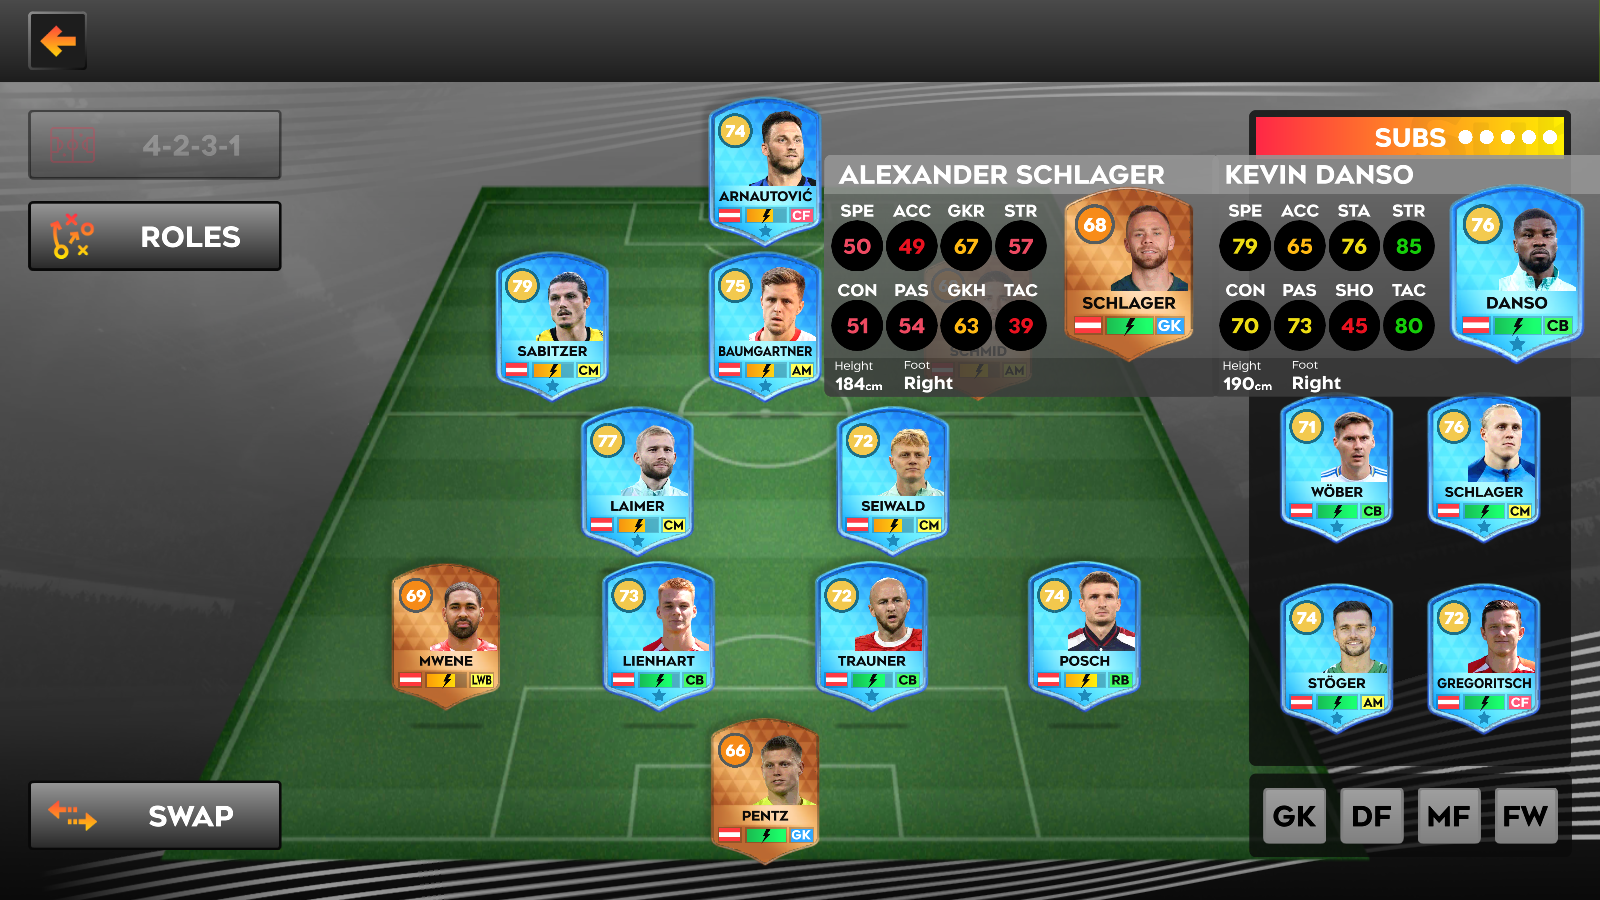 4-2-3-1
ROLES
SWAP
74
ARNAUTOVIĆ
CF
79
SABITZER
CM
75
BAUMGARTNER
AM
SCHMID
AM
77
LAIMER
CM
72
SEIWALD
CM
69
MWENE
LWB
73
LIENHART
CB
72
TRAUNER
CB
74
POSCH
RB
66
PENTZ
GK
SUBS
ALEXANDER SCHLAGER
SPE ACC GKR STR
50 49 67 57
CON PAS GKH TAC
51 54 63 39
Height Foot
184cm Right
68
SCHLAGER
GK
KEVIN DANSO
SPE ACC STA STR
79 65 76 85
CON PAS SHO TAC
70 73 45 80
Height Foot
190cm Right
76
DANSO
CB
71
WÖBER
CB
76
SCHLAGER
CM
74
STÖGER
AM
72
GREGORITSCH
CF
GK DF MF FW